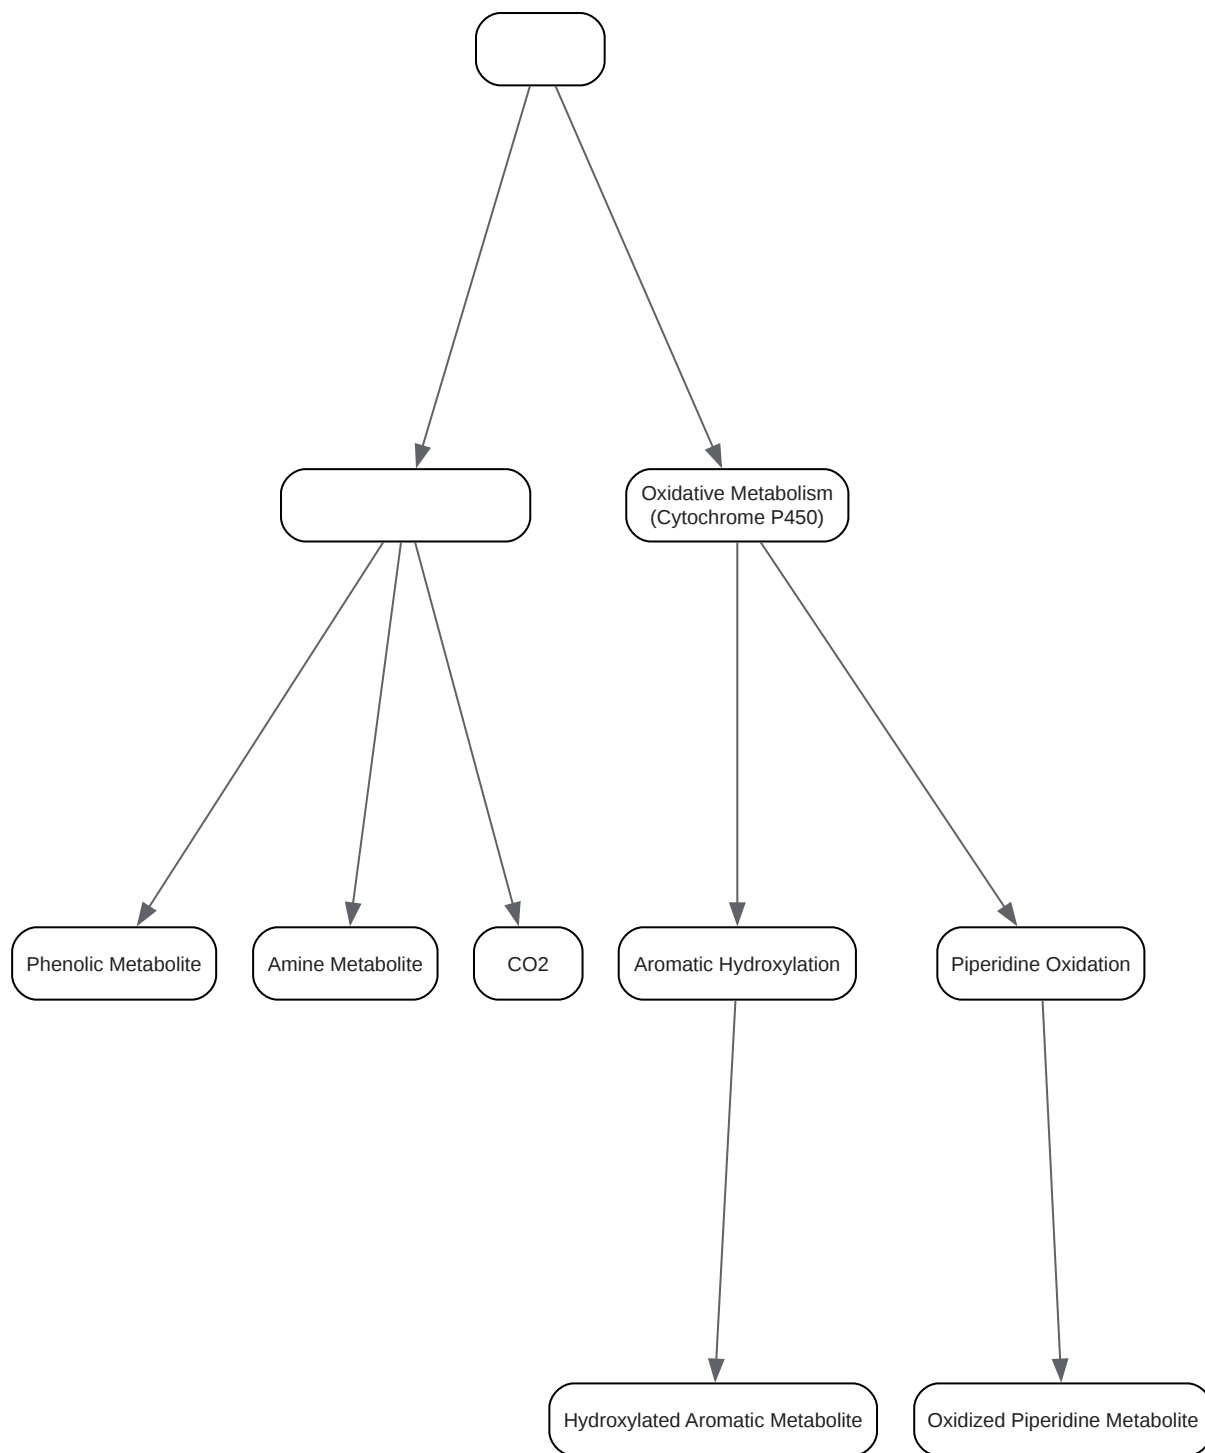 Oxidative Metabolism
(Cytochrome P450)
Phenolic Metabolite
Amine Metabolite
CO2
Aromatic Hydroxylation
Piperidine Oxidation
Hydroxylated Aromatic Metabolite
Oxidized Piperidine Metabolite